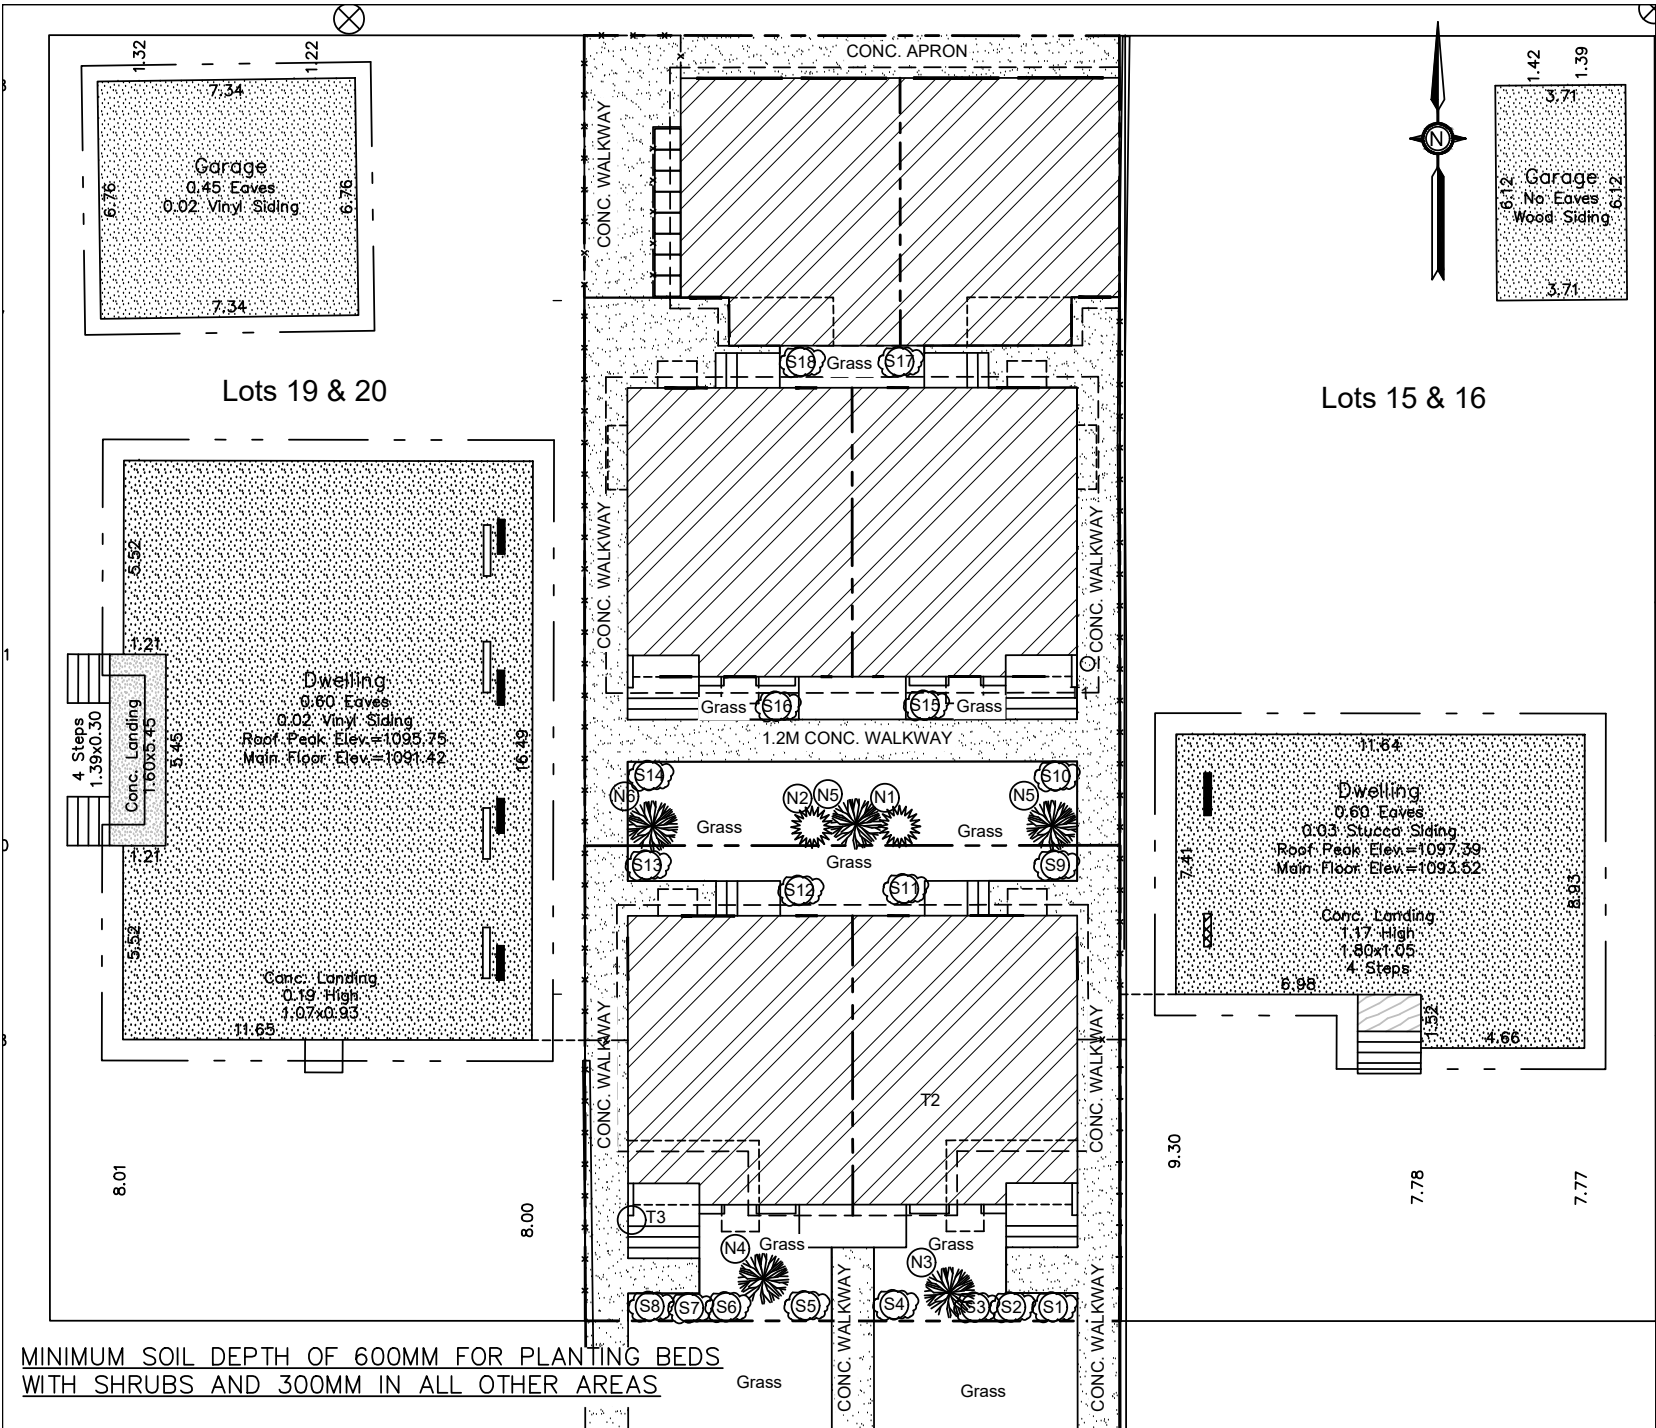 CONC. APRON
1.32
1.22
7.34
Garage
0.45 Eaves
0.02 Vinyl Siding
6.76
6.76
7.34
CONC. WALKWAY
N
1.42
1.39
3.71
Garage
No Eaves
Wood Siding
6.12
6.12
3.71
S18
Grass
S17
Lots 19 & 20
Lots 15 & 16
CONC. WALKWAY
CONC. WALKWAY
5.52
1.21
Dwelling
0.60 Eaves
0.02 Vinyl Siding
Roof Peak Elev.=1095.75
Main Floor Elev.=1091.42
4 Steps
1.39x0.30
Conc. Landing
1.60x5.45
5.45
16.49
1.21
5.52
Conc. Landing
0.19 High
1.07x0.93
11.65
Grass
S16
S15
Grass
1.2M CONC. WALKWAY
S14
S10
N6
N2
N5
N1
N5
Grass
Grass
Grass
S13
S9
S12
S11
11.64
Dwelling
0.60 Eaves
0.03 Stucco Siding
Roof Peak Elev.=1097.39
Main Floor Elev.=1093.52
7.41
8.93
Conc. Landing
1.17 High
1.80x1.05
4 Steps
6.98
1.52
4.66
CONC. WALKWAY
CONC. WALKWAY
T2
8.01
8.00
9.30
7.78
7.77
T3
N4
Grass
Grass
N3
S8
S7
S6
S5
S4
S3
S2
S1
CONC. WALKWAY
CONC. WALKWAY
MINIMUM SOIL DEPTH OF 600MM FOR PLANTING BEDS
WITH SHRUBS AND 300MM IN ALL OTHER AREAS
Grass
Grass